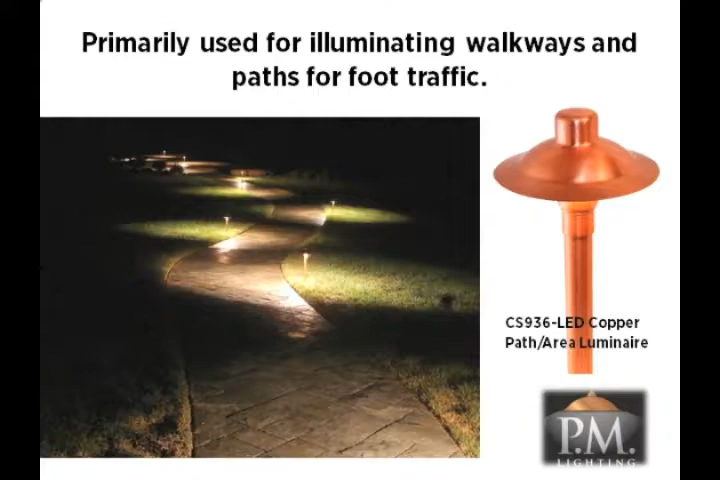 Primarily used for illuminating walkways and
paths for foot traffic.
CS936-LED Copper
Path/Area Luminaire
P.M.
LIGHTING